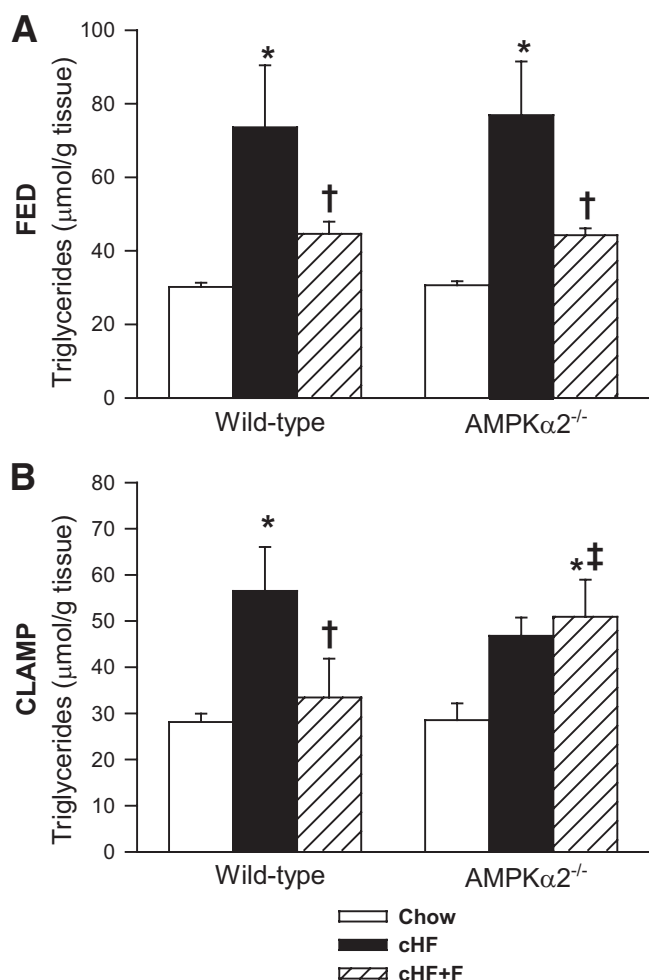 A
FED
Triglycerides (μmol/g tissue)
100
80
60
40
20
0
*
†
*
†
Wild-type
AMPKα2-/-
B
CLAMP
Triglycerides (μmol/g tissue)
80
70
60
50
40
30
20
10
0
*
†
*‡
Wild-type
AMPKα2-/-
Chow
cHF
cHF+F